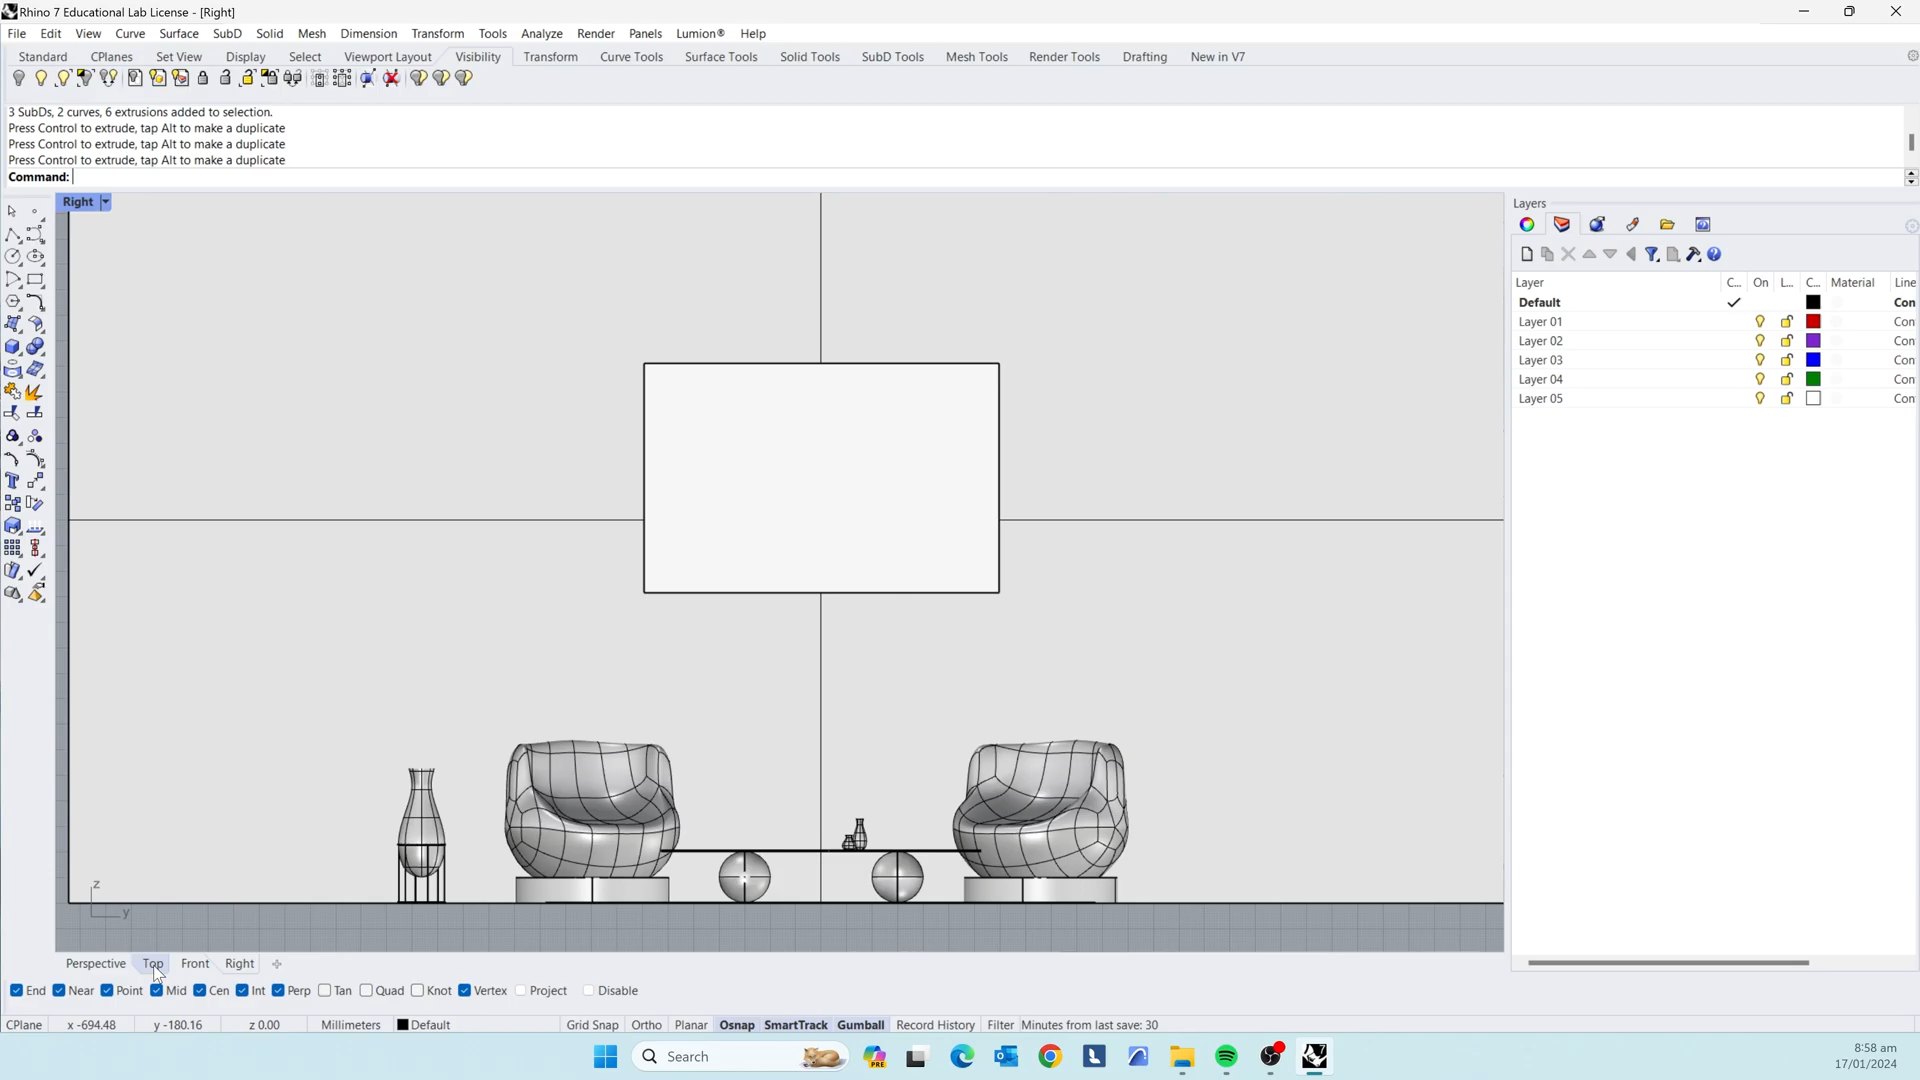 Rhino 7 Educational Lab License - [Right]
File Edit View Curve Surface SubD Solid Mesh Dimension Transform Tools Analyze Render Panels Lumion® Help
Standard CPlanes Set View Display Select Viewport Layout Visibility Transform Curve Tools Surface Tools Solid Tools SubD Tools Mesh Tools Render Tools Drafting New in V7
3 SubDs, 2 curves, 6 extrusions added to selection.
Press Control to extrude, tap Alt to make a duplicate
Press Control to extrude, tap Alt to make a duplicate
Press Control to extrude, tap Alt to make a duplicate
Command:
Right
Layers
Layer C... On L... C... Material Line
Default Con
Layer 01 Con
Layer 02 Con
Layer 03 Con
Layer 04 Con
Layer 05 Con
z
y
Perspective Top Front Right
End Near Point Mid Cen Int Perp Tan Quad Knot Vertex Project Disable
CPlane x -694.48 y -180.16 z 0.00 Millimeters Default Grid Snap Ortho Planar Osnap SmartTrack Gumball Record History Filter Minutes from last save: 30
Search
PRE
8:58 am
17/01/2024